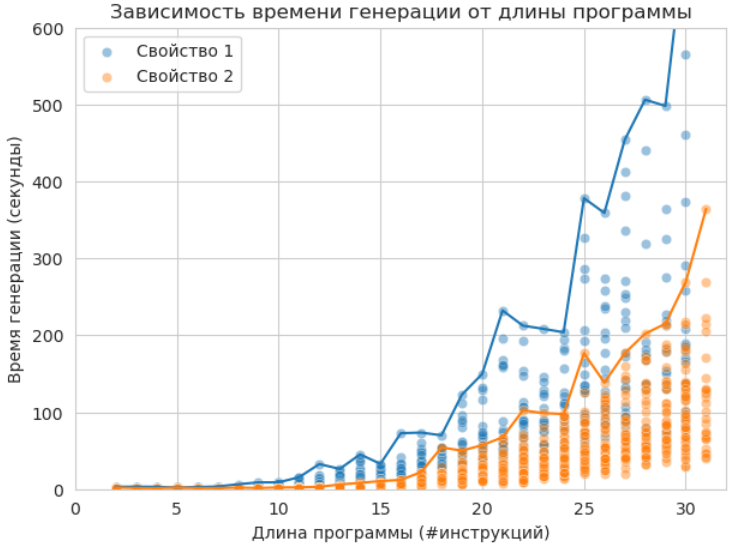 Зависимость времени генерации от длины программы
Свойство 1
Свойство 2
Время генерации (секунды)
600
500
400
300
200
100
0
0 5 10 15 20 25 30
Длина программы (#инструкций)